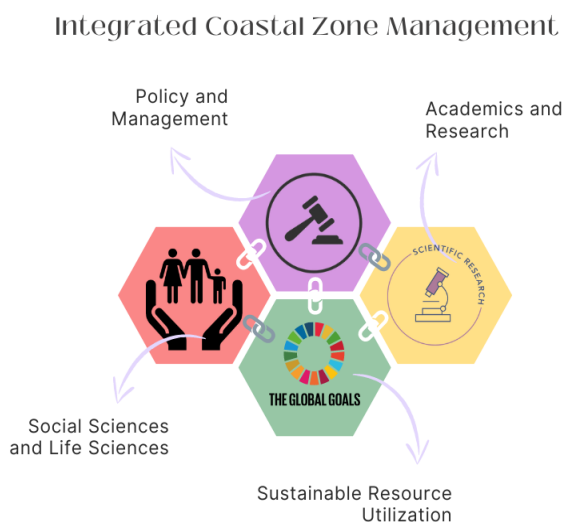 Integrated Coastal Zone Management
Policy and
Management
Academics and
Research
SCIENTIFIC RESEARCH
THE GLOBAL GOALS
Social Sciences
and Life Sciences
Sustainable Resource
Utilization